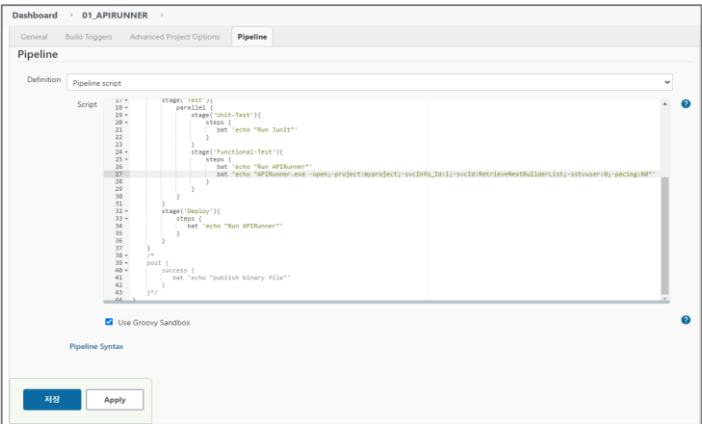 Dashboard > 01_APIRUNNER >
General Build Triggers Advanced Project Options Pipeline
Pipeline
Definition Pipeline script
Script
17 stage('Test'){
18 parallel {
19 stage('Unit-Test'){
20 steps {
21 bat 'echo "Run Junit"'
22 }
23 }
24 stage('Functional-Test'){
25 steps {
26 bat 'echo "Run APIRunner"'
27 bat 'echo "APIRunner.exe -open;-project:myproject;-svcInfo_Id:1;-svcId:RetrieveRestBuilderList;-sstvuser:0;-pacing:60"'
28 }
29 }
30 }
31 }
32 stage('Deploy'){
33 steps {
34 bat 'echo "Run APIRunner"'
35 }
36 }
37 }
38 /*
39 post {
40 success {
41 bat 'echo "publish binary file"'
42 }
43 }*/
44 }
Use Groovy Sandbox
Pipeline Syntax
저장 Apply